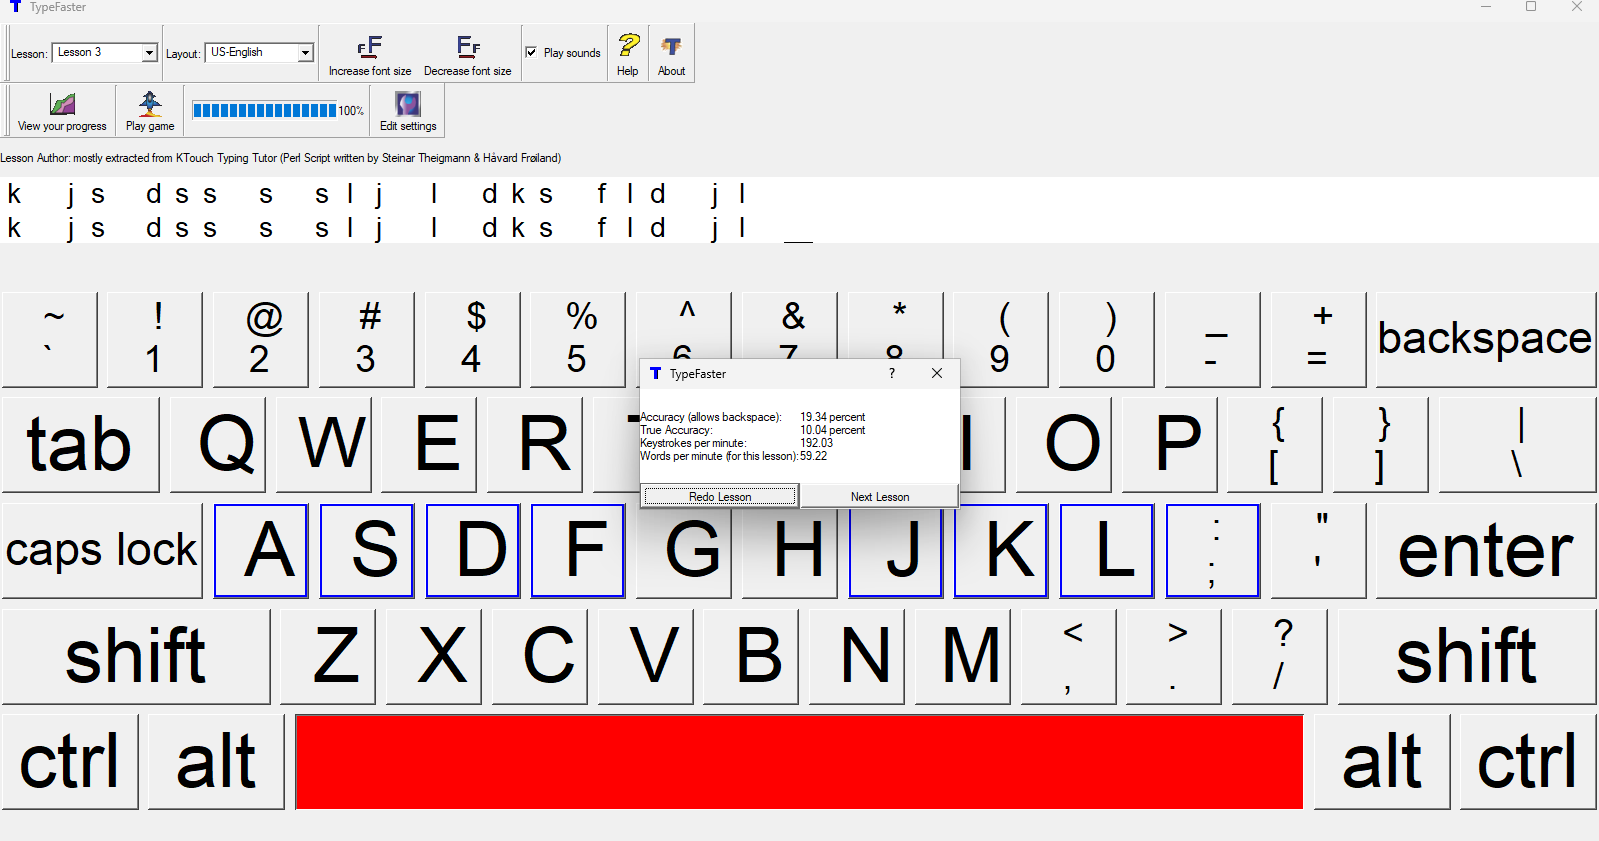 TypeFaster
Lesson: Lesson 3 Layout: US-English Increase font size Decrease font size Play sounds Help About
View your progress Play game 100% Edit settings
Lesson Author: mostly extracted from KTouch Typing Tutor (Perl Script written by Steinar Theigmann & Håvard Frøiland)
k j s d s s s s l j l d k s f l d j l
k j s d s s s s l j l d k s f l d j l _
~ ! @ # $ % ^ & * ( ) _ +
` 1 2 3 4 5 6 7 8 9 0 - = backspace
TypeFaster ?
Accuracy (allows backspace): 19.34 percent
True Accuracy: 10.04 percent
Keystrokes per minute: 192.03
Words per minute (for this lesson): 59.22
Redo Lesson Next Lesson
tab Q W E R I O P { [ } ] | \
caps lock A S D F G H J K L : ; " ' enter
shift Z X C V B N M < , > . ? / shift
ctrl alt alt ctrl